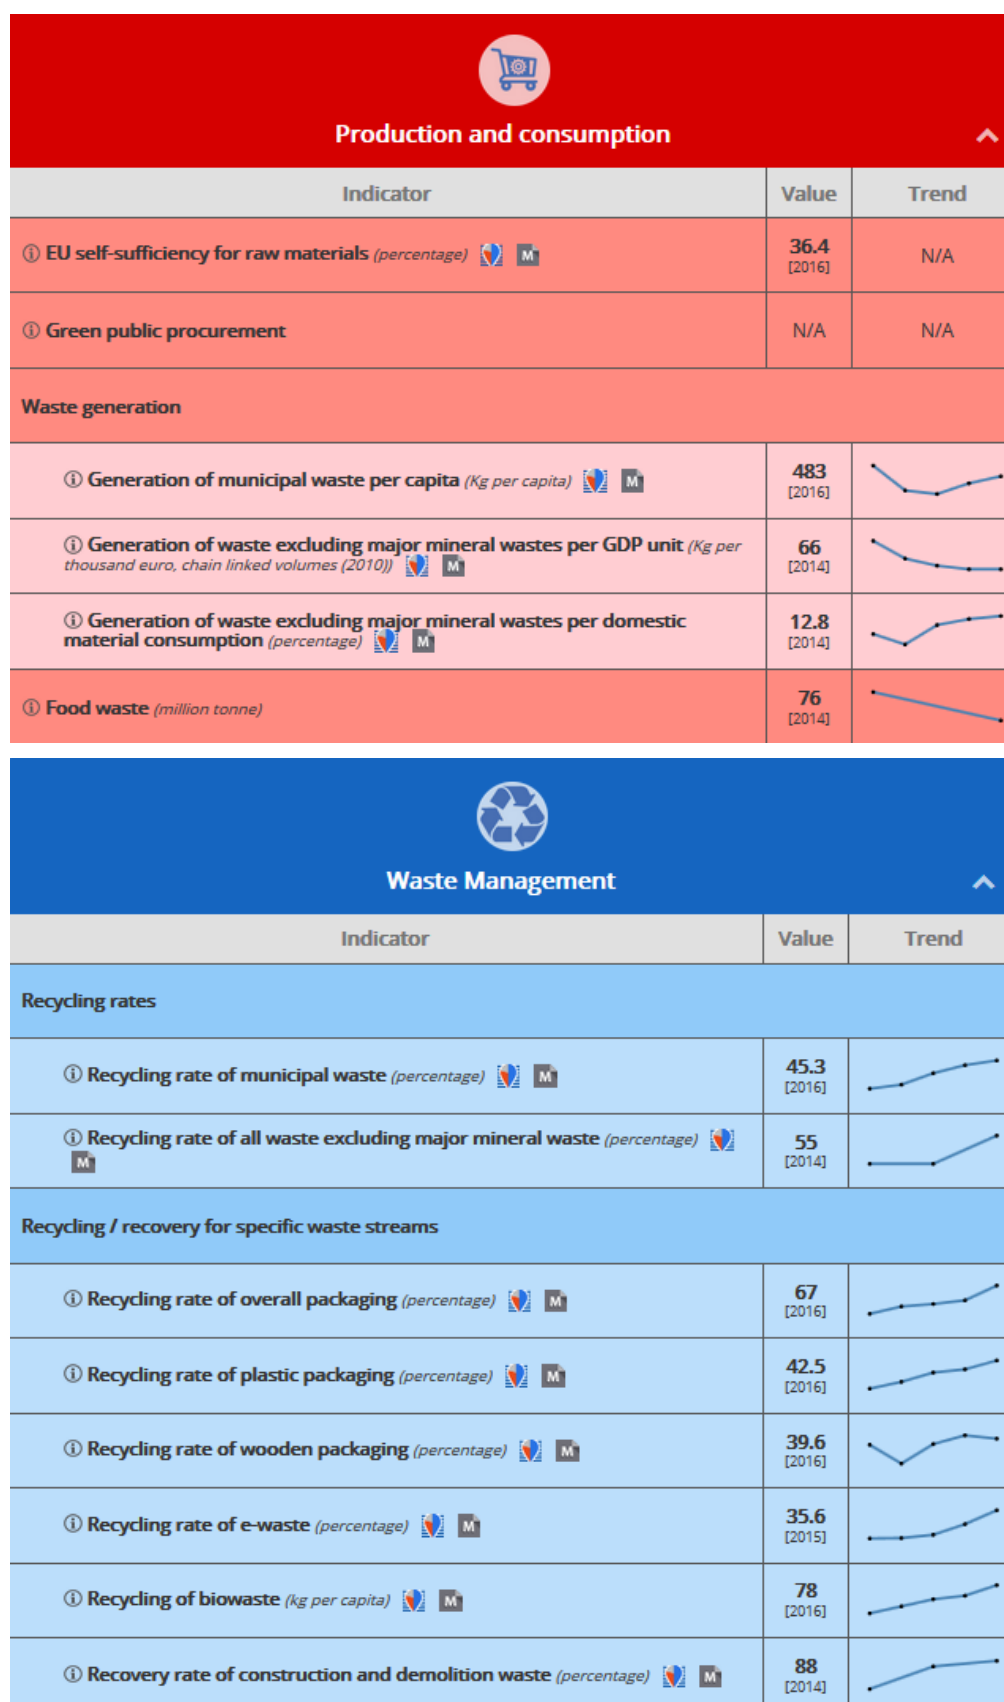 Production and consumption
Indicator Value Trend
EU self-sufficiency for raw materials (percentage) M 36.4 N/A
[2016]
Green public procurement N/A N/A
Waste generation
Generation of municipal waste per capita (Kg per capita) M 483
[2016]
Generation of waste excluding major mineral wastes per GDP unit (Kg per
thousand euro, chain linked volumes (2010)) M 66
[2014]
Generation of waste excluding major mineral wastes per domestic
material consumption (percentage) M 12.8
[2014]
Food waste (million tonne) 76
[2014]
Waste Management
Indicator Value Trend
Recycling rates
Recycling rate of municipal waste (percentage) M 45.3
[2016]
Recycling rate of all waste excluding major mineral waste (percentage)
M 55
[2014]
Recycling / recovery for specific waste streams
Recycling rate of overall packaging (percentage) M 67
[2016]
Recycling rate of plastic packaging (percentage) M 42.5
[2016]
Recycling rate of wooden packaging (percentage) M 39.6
[2016]
Recycling rate of e-waste (percentage) M 35.6
[2015]
Recycling of biowaste (kg per capita) M 78
[2016]
Recovery rate of construction and demolition waste (percentage) M 88
[2014]